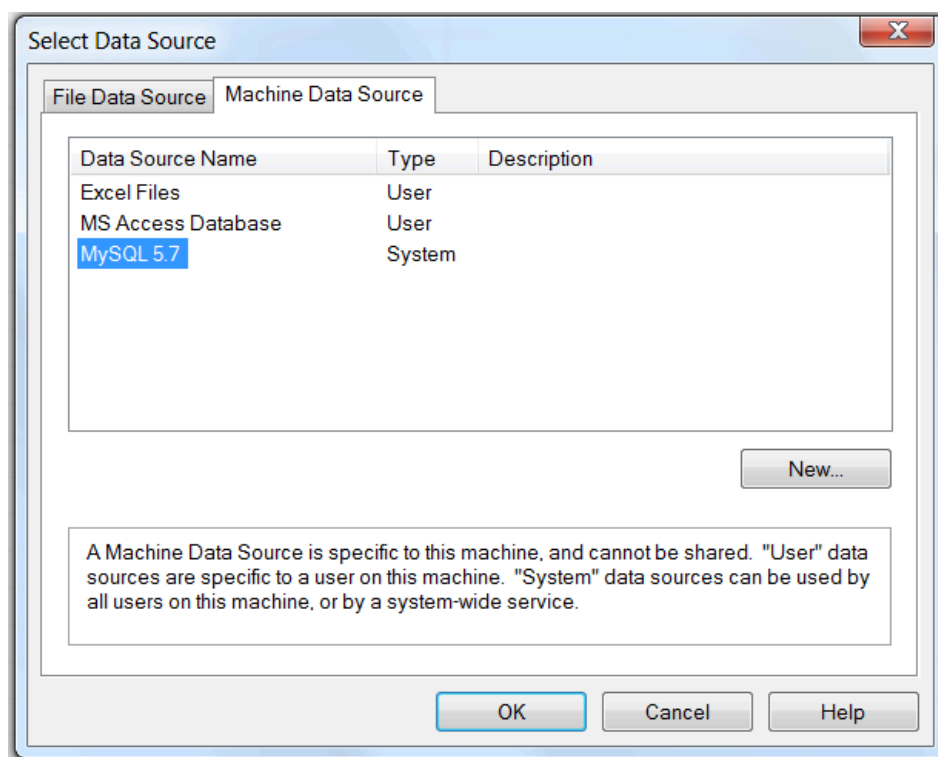 Select Data Source
File Data Source Machine Data Source
Data Source Name Type Description
Excel Files User
MS Access Database User
MySQL 5.7 System
New...
A Machine Data Source is specific to this machine, and cannot be shared. "User" data
sources are specific to a user on this machine. "System" data sources can be used by
all users on this machine, or by a system-wide service.
OK Cancel Help